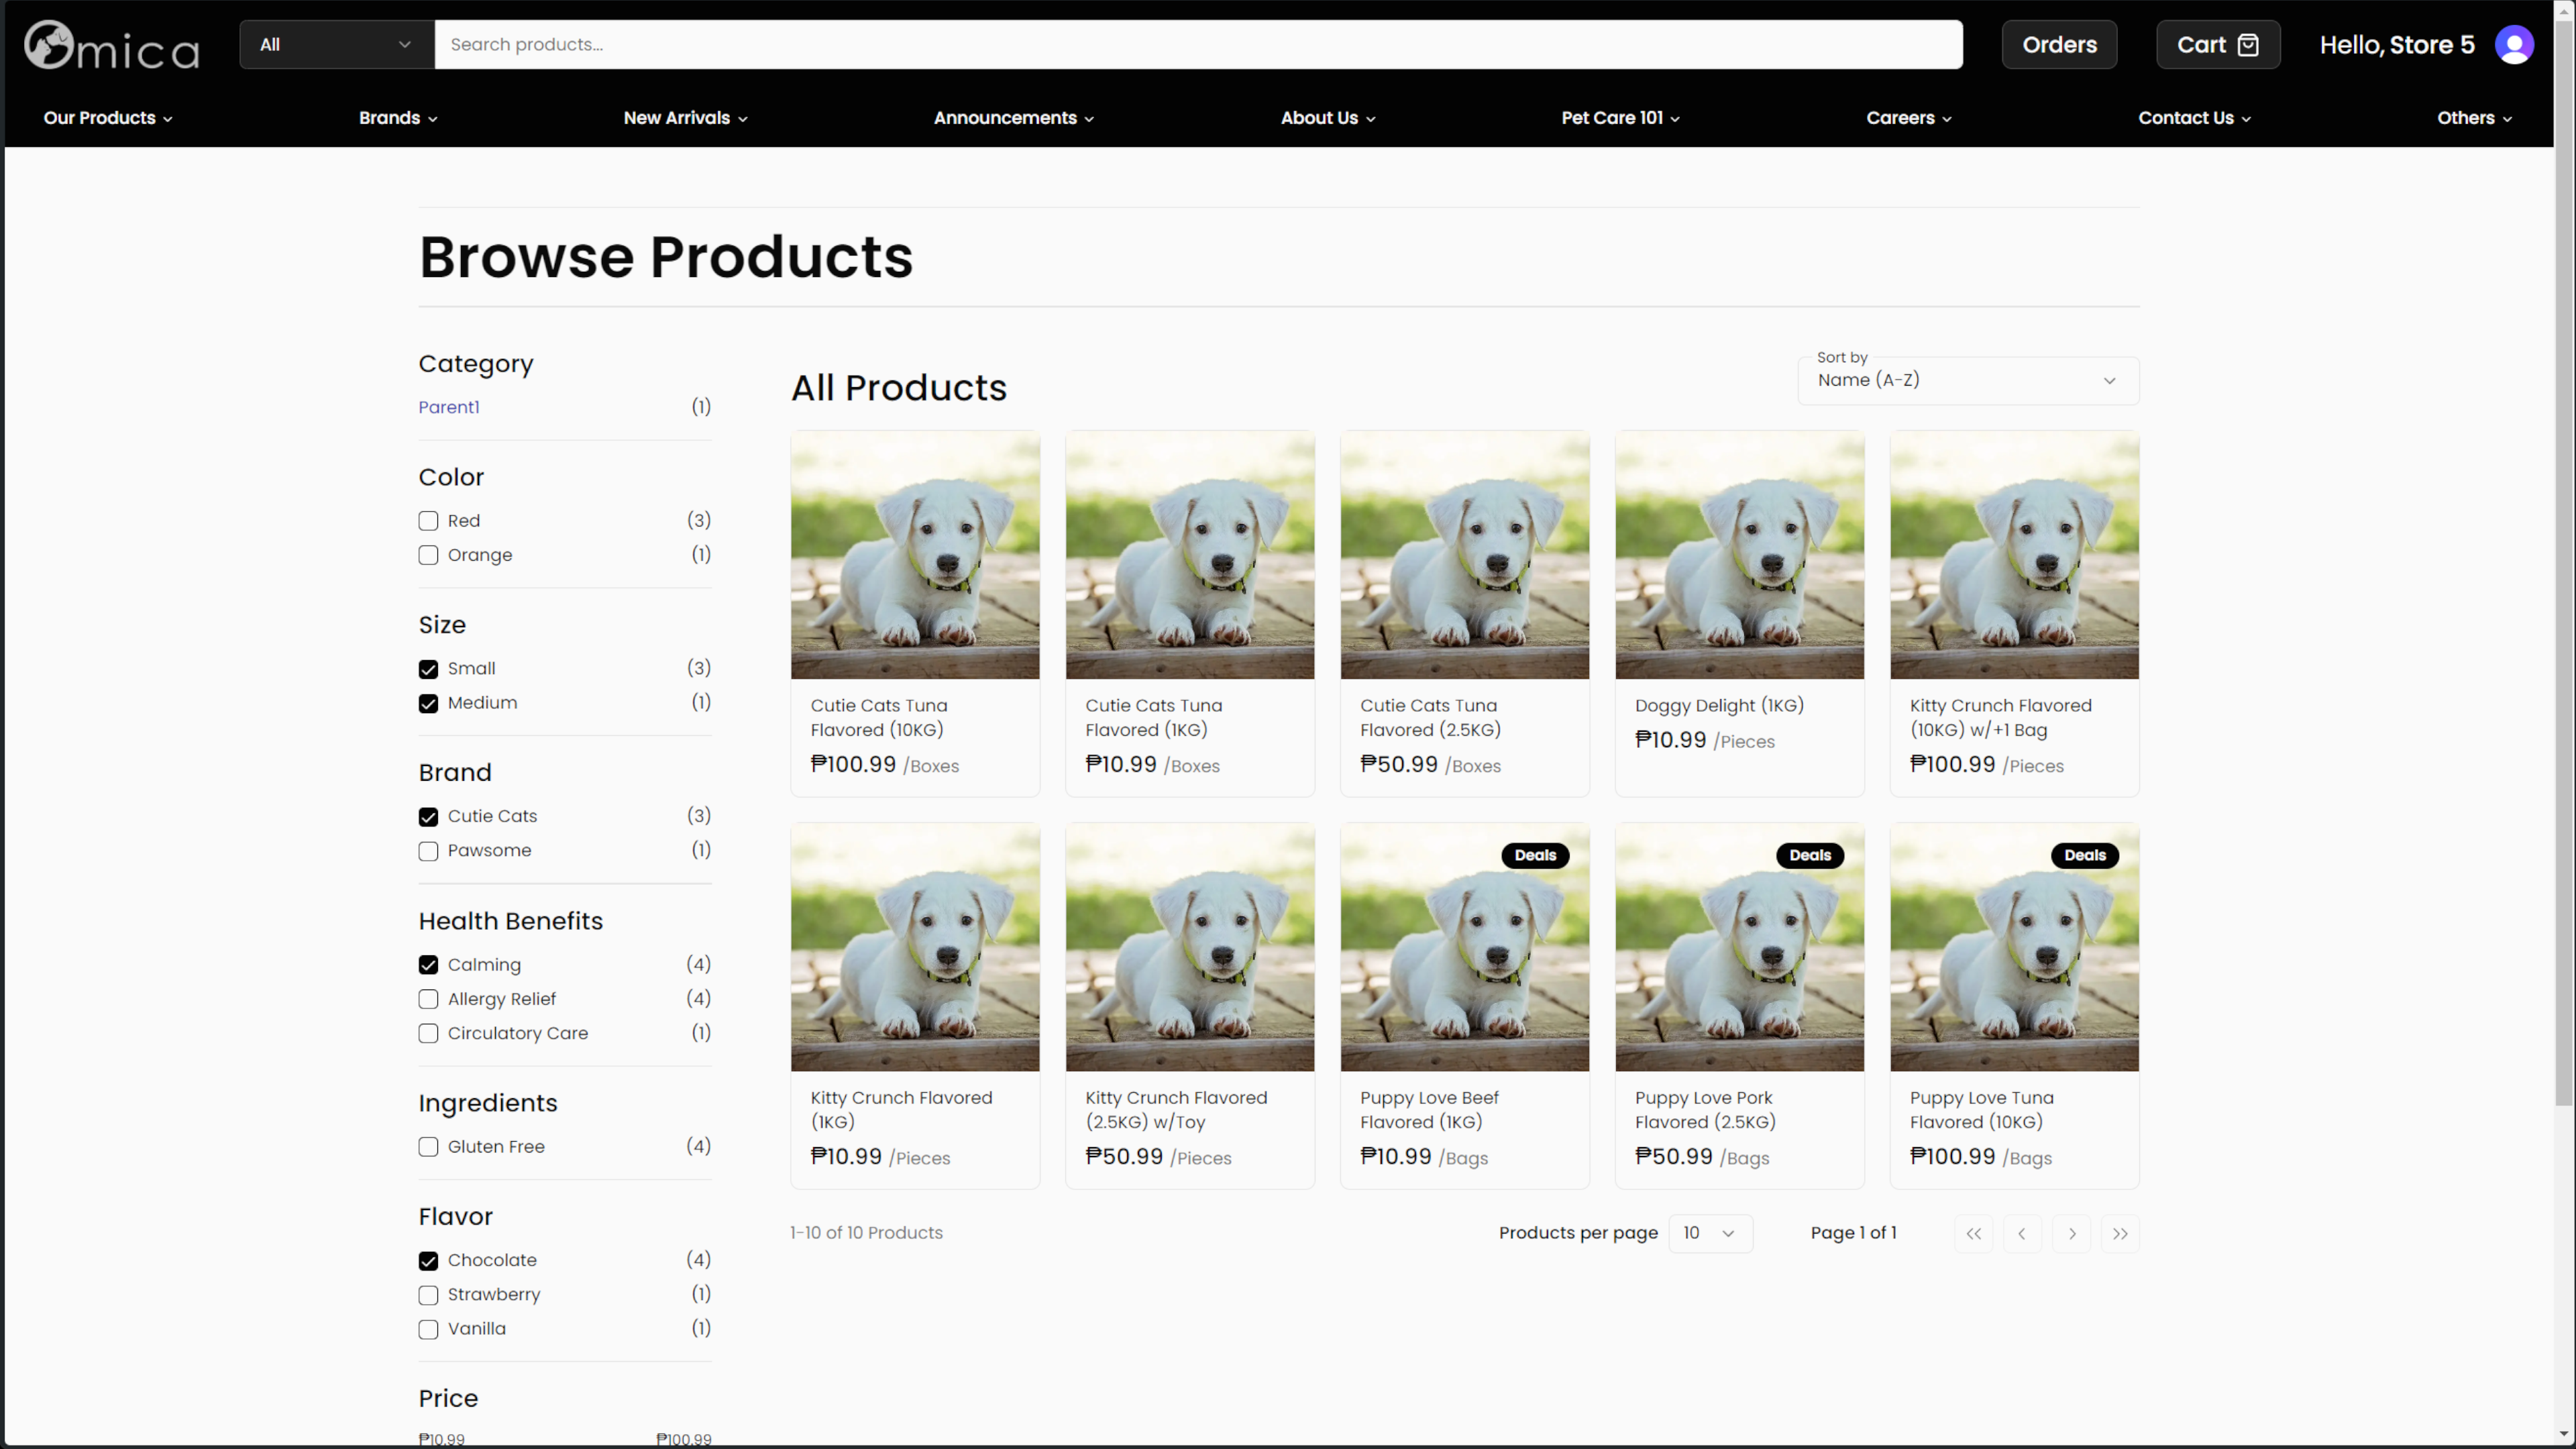 Omica
All
Search products...
Orders
Cart
Hello, Store 5
Our Products
Brands
New Arrivals
Announcements
About Us
Pet Care 101
Careers
Contact Us
Others
Browse Products
Category
Parent1 (1)
Color
Red (3)
Orange (1)
Size
Small (3)
Medium (1)
Brand
Cutie Cats (3)
Pawsome (1)
Health Benefits
Calming (4)
Allergy Relief (4)
Circulatory Care (1)
Ingredients
Gluten Free (4)
Flavor
Chocolate (4)
Strawberry (1)
Vanilla (1)
Price
₱10.99 ₱100.99
All Products
Sort by
Name (A-Z)
Cutie Cats Tuna
Flavored (10KG)
₱100.99 /Boxes
Cutie Cats Tuna
Flavored (1KG)
₱10.99 /Boxes
Cutie Cats Tuna
Flavored (2.5KG)
₱50.99 /Boxes
Doggy Delight (1KG)
₱10.99 /Pieces
Kitty Crunch Flavored
(10KG) w/+1 Bag
₱100.99 /Pieces
Kitty Crunch Flavored
(1KG)
₱10.99 /Pieces
Kitty Crunch Flavored
(2.5KG) w/Toy
₱50.99 /Pieces
Deals
Puppy Love Beef
Flavored (1KG)
₱10.99 /Bags
Deals
Puppy Love Pork
Flavored (2.5KG)
₱50.99 /Bags
Deals
Puppy Love Tuna
Flavored (10KG)
₱100.99 /Bags
1-10 of 10 Products
Products per page 10
Page 1 of 1